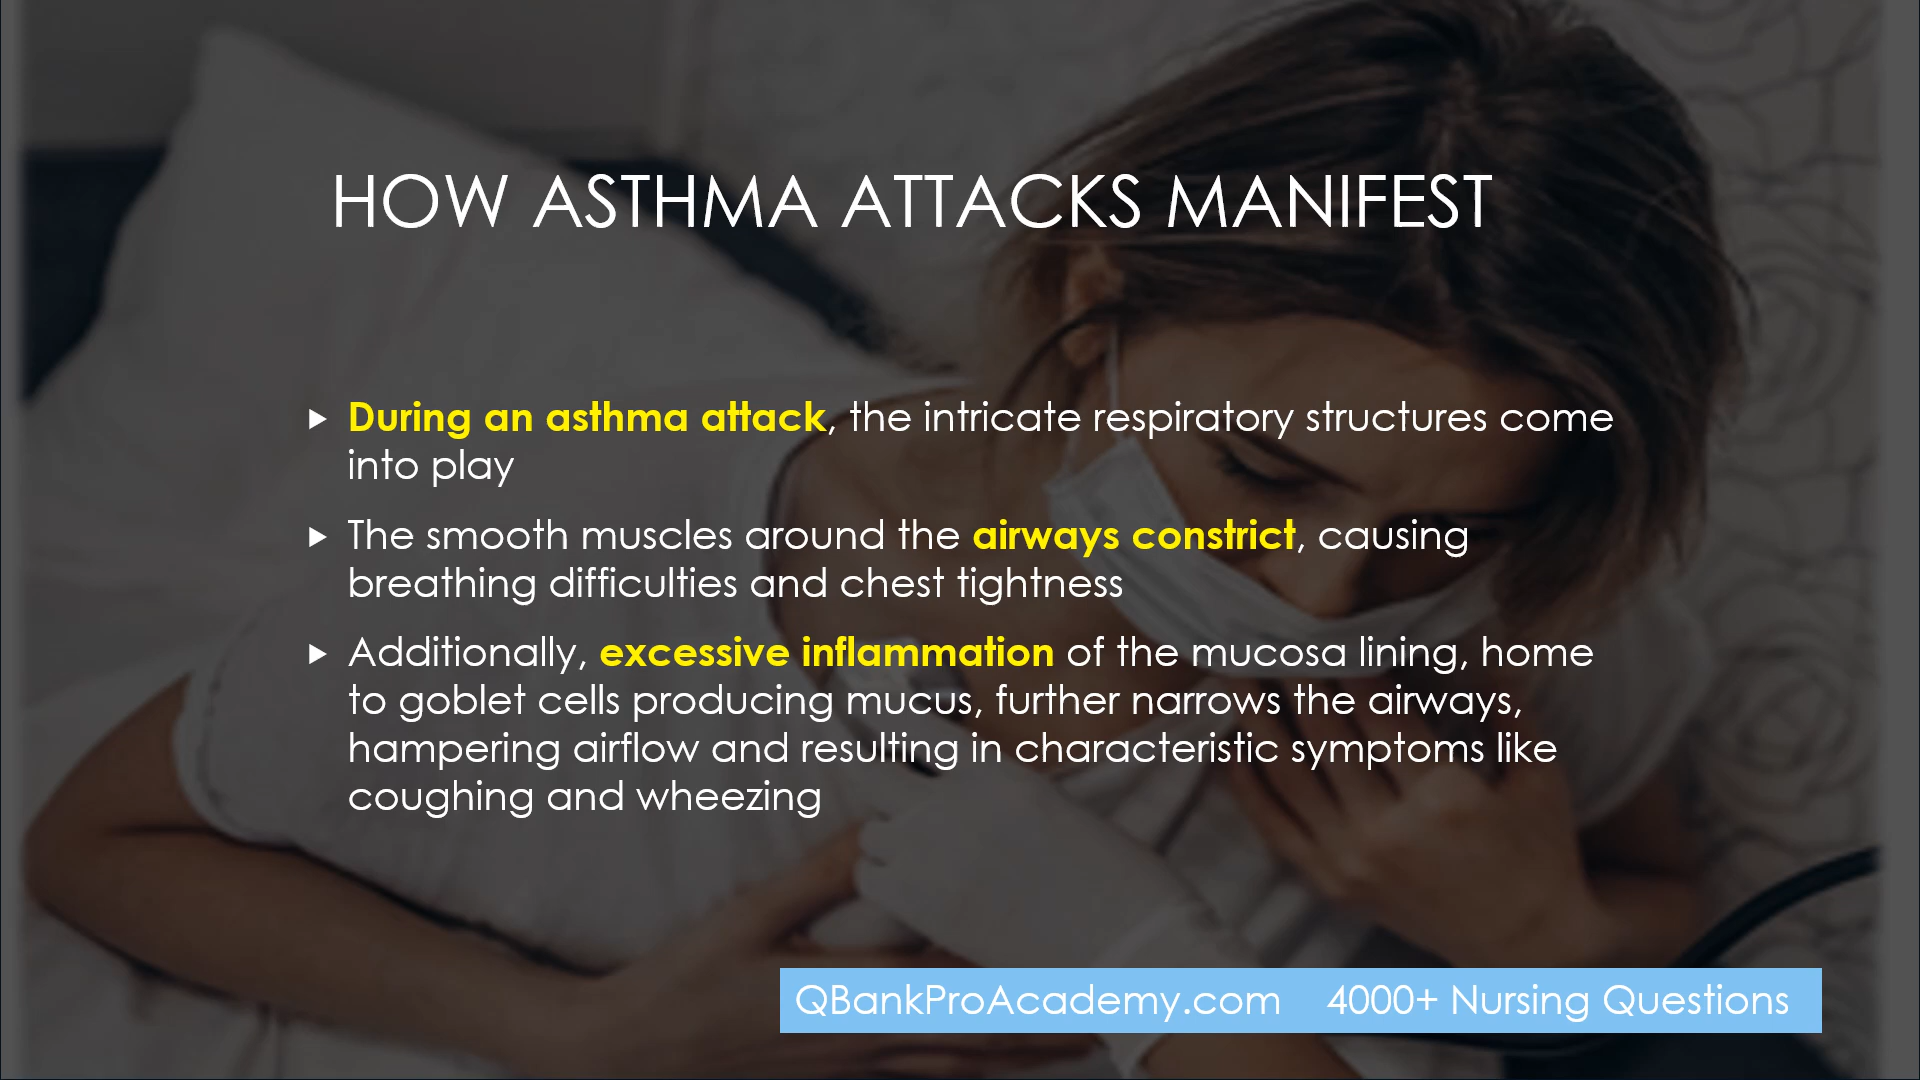 HOW ASTHMA ATTACKS MANIFEST
During an asthma attack, the intricate respiratory structures come
into play
The smooth muscles around the airways constrict, causing
breathing difficulties and chest tightness
Additionally, excessive inflammation of the mucosa lining, home
to goblet cells producing mucus, further narrows the airways,
hampering airflow and resulting in characteristic symptoms like
coughing and wheezing
QBankProAcademy.com 4000+ Nursing Questions